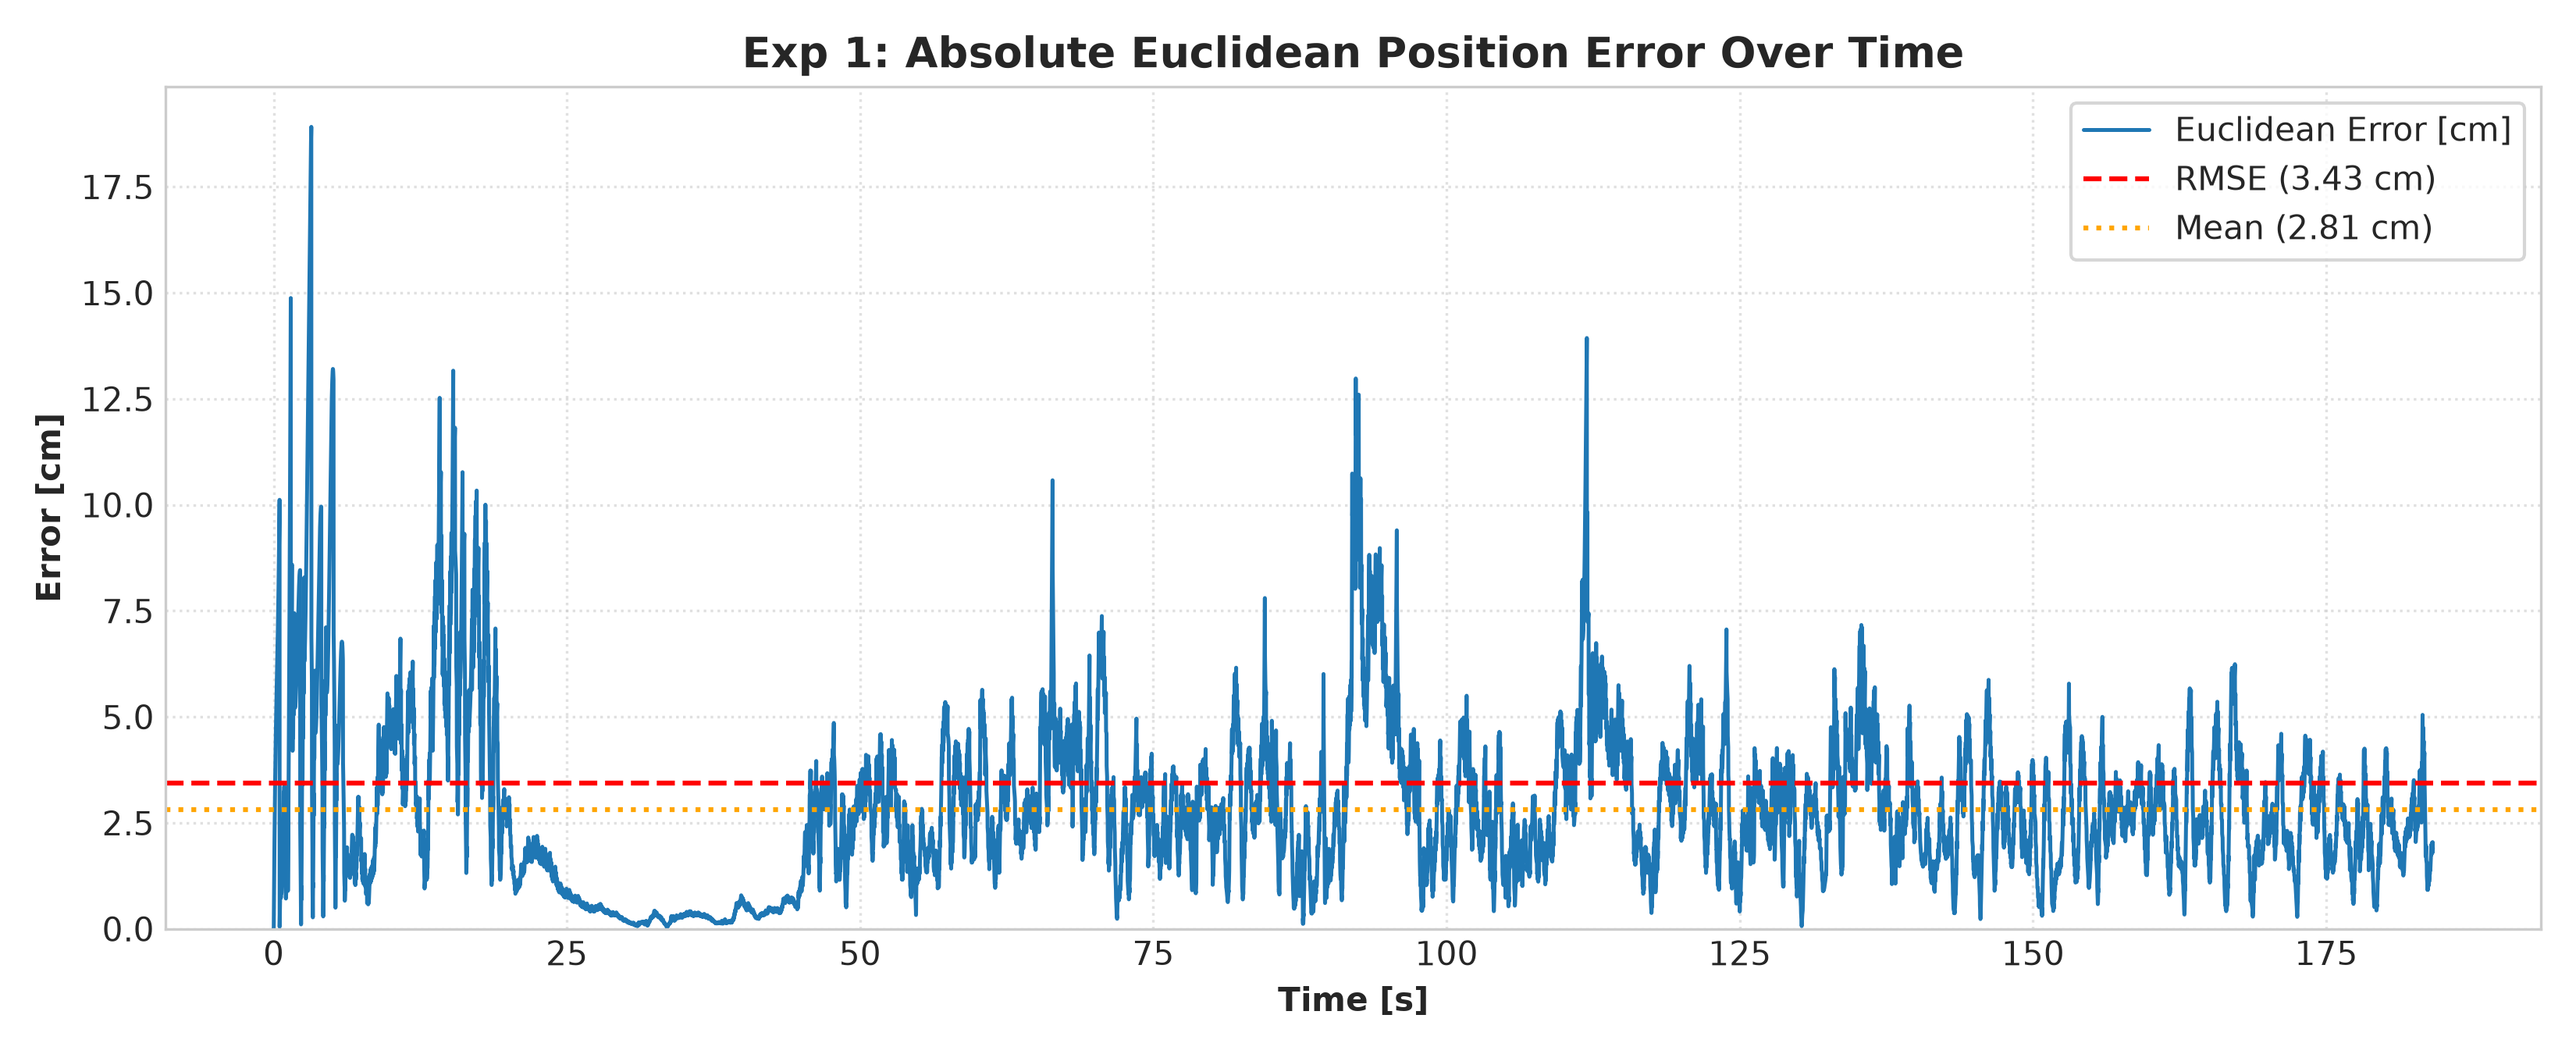 Exp 1: Absolute Euclidean Position Error Over Time
Euclidean Error [cm]
RMSE (3.43 cm)
Mean (2.81 cm)
Error [cm]
17.5
15.0
12.5
10.0
7.5
5.0
2.5
0.0
0 25 50 75 100 125 150 175
Time [s]